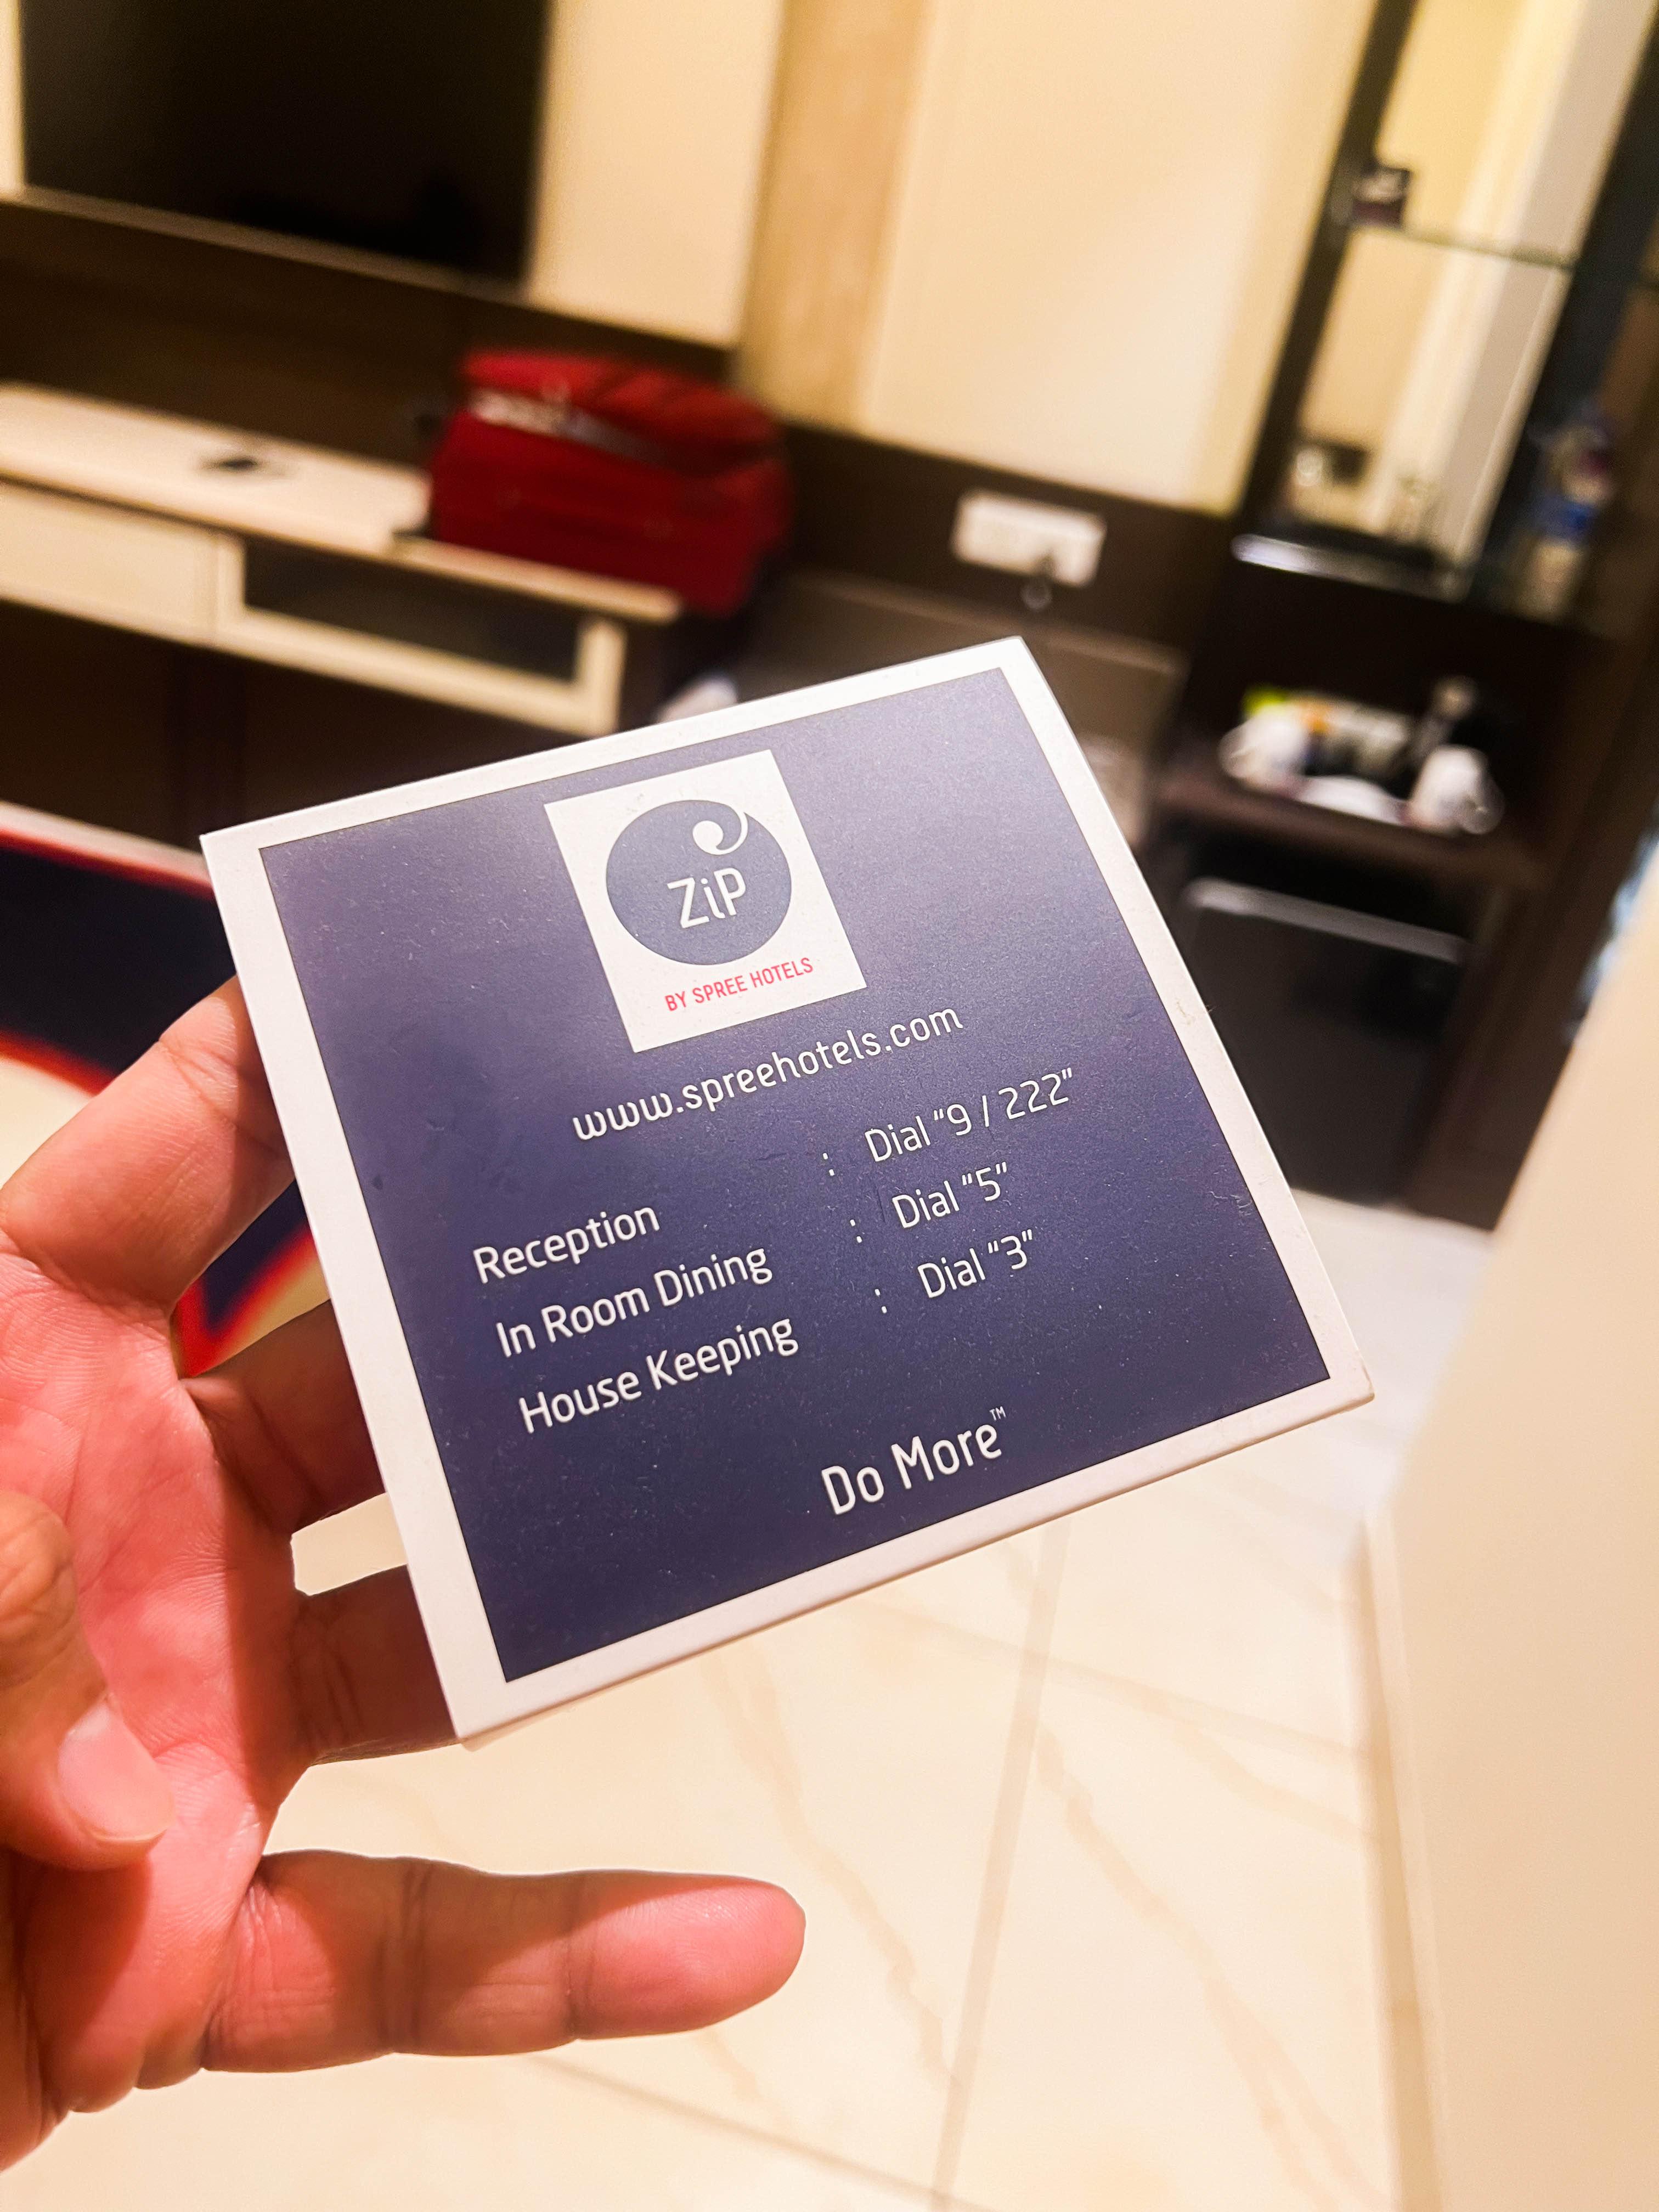 ZiP
BY SPREE HOTELS
www.spreehotels.com
Reception : Dial “9 / 222”
In Room Dining : Dial “5”
House Keeping : Dial “3”
Do More™